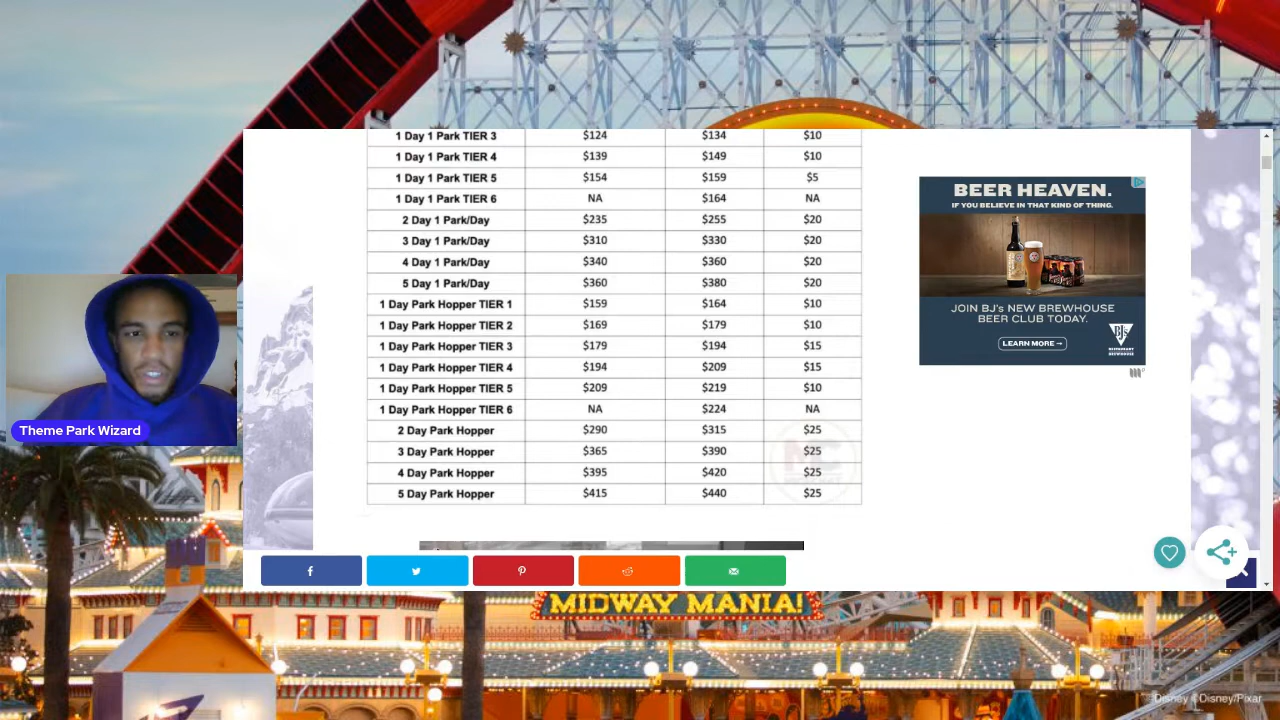 1 Day 1 Park TIER 3 $124 $134 $10
1 Day 1 Park TIER 4 $139 $149 $10
1 Day 1 Park TIER 5 $154 $159 $5
1 Day 1 Park TIER 6 NA $164 NA
2 Day 1 Park/Day $235 $255 $20
3 Day 1 Park/Day $310 $330 $20
4 Day 1 Park/Day $340 $360 $20
5 Day 1 Park/Day $360 $380 $20
1 Day Park Hopper TIER 1 $159 $164 $10
1 Day Park Hopper TIER 2 $169 $179 $10
1 Day Park Hopper TIER 3 $179 $194 $15
1 Day Park Hopper TIER 4 $194 $209 $15
1 Day Park Hopper TIER 5 $209 $219 $10
1 Day Park Hopper TIER 6 NA $224 NA
2 Day Park Hopper $290 $315 $25
3 Day Park Hopper $365 $390 $25
4 Day Park Hopper $395 $420 $25
5 Day Park Hopper $415 $440 $25
BEER HEAVEN.
IF YOU BELIEVE IN THAT KIND OF THING.
JOIN BJ's NEW BREWHOUSE
BEER CLUB TODAY.
LEARN MORE →
BJ's
RESTAURANT
BREWHOUSE
Theme Park Wizard
MIDWAY MANIA!
©Disney ©Disney/Pixar